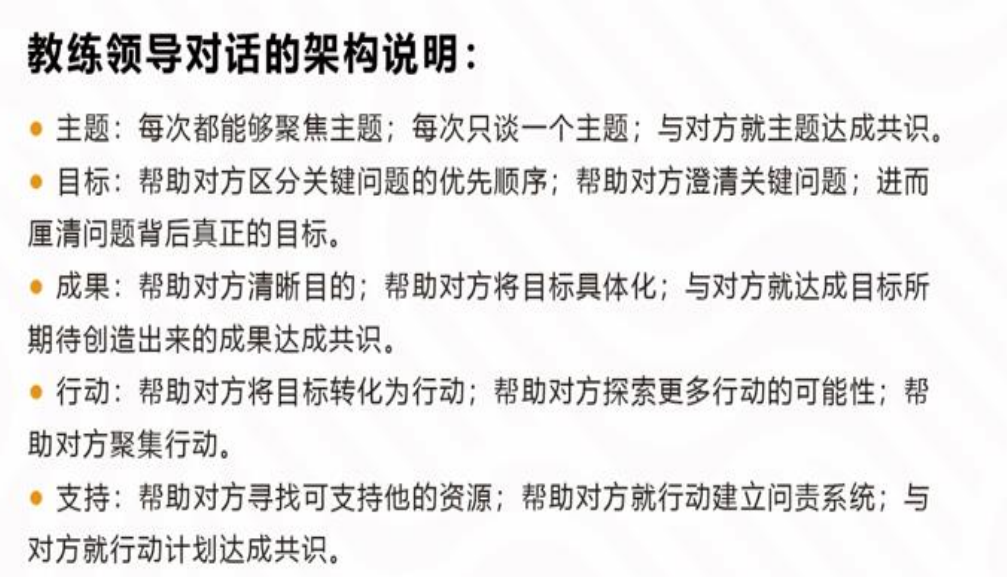 教练领导对话的架构说明：
● 主题：每次都能够聚焦主题；每次只谈一个主题；与对方就主题达成共识。
● 目标：帮助对方区分关键问题的优先顺序；帮助对方澄清关键问题；进而
厘清问题背后真正的目标。
● 成果：帮助对方清晰目的；帮助对方将目标具体化；与对方就达成目标所
期待创造出来的成果达成共识。
● 行动：帮助对方将目标转化为行动；帮助对方探索更多行动的可能性；帮
助对方聚集行动。
● 支持：帮助对方寻找可支持他的资源；帮助对方就行动建立问责系统；与
对方就行动计划达成共识。